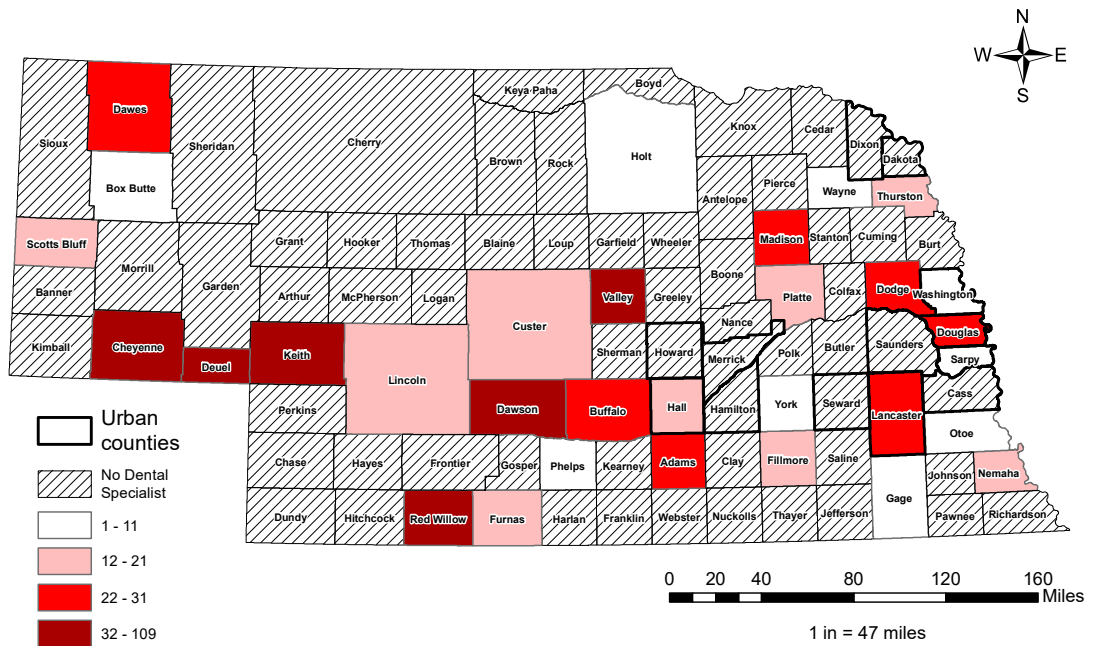 N
W E
S
Boyd
Keya Paha
Dawes
Knox
Cedar
Sioux
Sheridan
Cherry
Dixon
Holt
Brown
Rock
Dakota
Box Butte
Pierce
Wayne
Thurston
Antelope
Scotts Bluff
Grant
Hooker
Thomas
Blaine
Loup
Garfield
Wheeler
Madison
Stanton
Cuming
Burt
Morrill
Boone
Banner
Garden
Arthur
McPherson
Logan
Valley
Greeley
Platte
Colfax
Dodge
Washington
Custer
Nance
Kimball
Cheyenne
Deuel
Keith
Sherman
Howard
Merrick
Polk
Butler
Saunders
Douglas
Sarpy
Lincoln
Perkins
Dawson
Buffalo
Hall
Hamilton
York
Seward
Lancaster
Cass
Otoe
Chase
Hayes
Frontier
Gosper
Phelps
Kearney
Adams
Clay
Fillmore
Saline
Johnson
Nemaha
Gage
Dundy
Hitchcock
Red Willow
Furnas
Harlan
Franklin
Webster
Nuckolls
Thayer
Jefferson
Pawnee
Richardson
Urban
counties
No Dental
Specialist
1 - 11
12 - 21
22 - 31
32 - 109
0 20 40 80 120 160
Miles
1 in = 47 miles